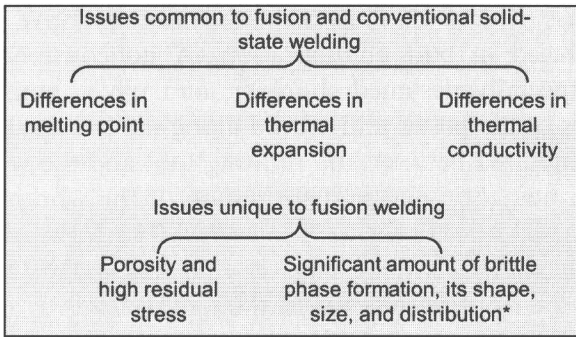 Issues common to fusion and conventional solid-
state welding
Differences in melting point
Differences in thermal expansion
Differences in thermal conductivity
Issues unique to fusion welding
Porosity and high residual stress
Significant amount of brittle phase formation, its shape, size, and distribution*